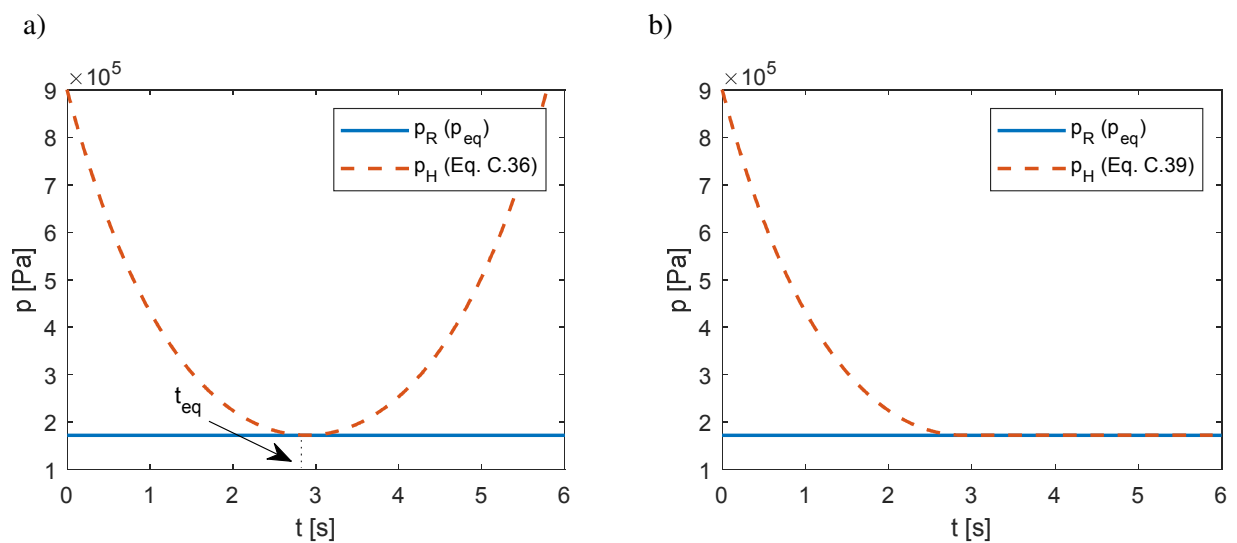 a)
×10^5
9
8
7
6
5
4
3
2
1
p [Pa]
0 1 2 3 4 5 6
t [s]
p_R (p_eq)
p_H (Eq. C.36)
t_eq
b)
×10^5
9
8
7
6
5
4
3
2
1
p [Pa]
0 1 2 3 4 5 6
t [s]
p_R (p_eq)
p_H (Eq. C.39)